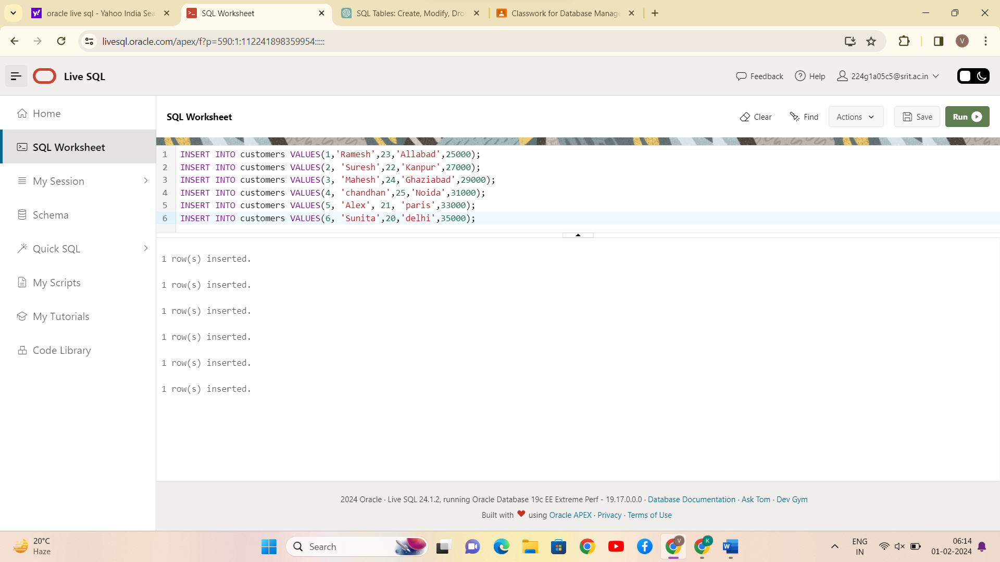 oracle live sql - Yahoo India Sea
SQL Worksheet
SQL Tables: Create, Modify, Dro
Classwork for Database Manage
livesql.oracle.com/apex/f?p=590:1:112241898359954:::::
V
Live SQL
Feedback
Help
224g1a05c5@srit.ac.in
Home
SQL Worksheet
My Session
Schema
Quick SQL
My Scripts
My Tutorials
Code Library
SQL Worksheet
Clear
Find
Actions
Save
Run
1 INSERT INTO customers VALUES(1,'Ramesh',23,'Allabad',25000);
2 INSERT INTO customers VALUES(2, 'Suresh',22,'Kanpur',27000);
3 INSERT INTO customers VALUES(3, 'Mahesh',24,'Ghaziabad',29000);
4 INSERT INTO customers VALUES(4, 'chandhan',25,'Noida',31000);
5 INSERT INTO customers VALUES(5, 'Alex', 21, 'paris',33000);
6 INSERT INTO customers VALUES(6, 'Sunita',20,'delhi',35000);
1 row(s) inserted.
1 row(s) inserted.
1 row(s) inserted.
1 row(s) inserted.
1 row(s) inserted.
1 row(s) inserted.
2024 Oracle · Live SQL 24.1.2, running Oracle Database 19c EE Extreme Perf - 19.17.0.0.0 · Database Documentation · Ask Tom · Dev Gym
Built with ❤ using Oracle APEX · Privacy · Terms of Use
20°C
Haze
Search
V
K
W
ENG
IN
06:14
01-02-2024